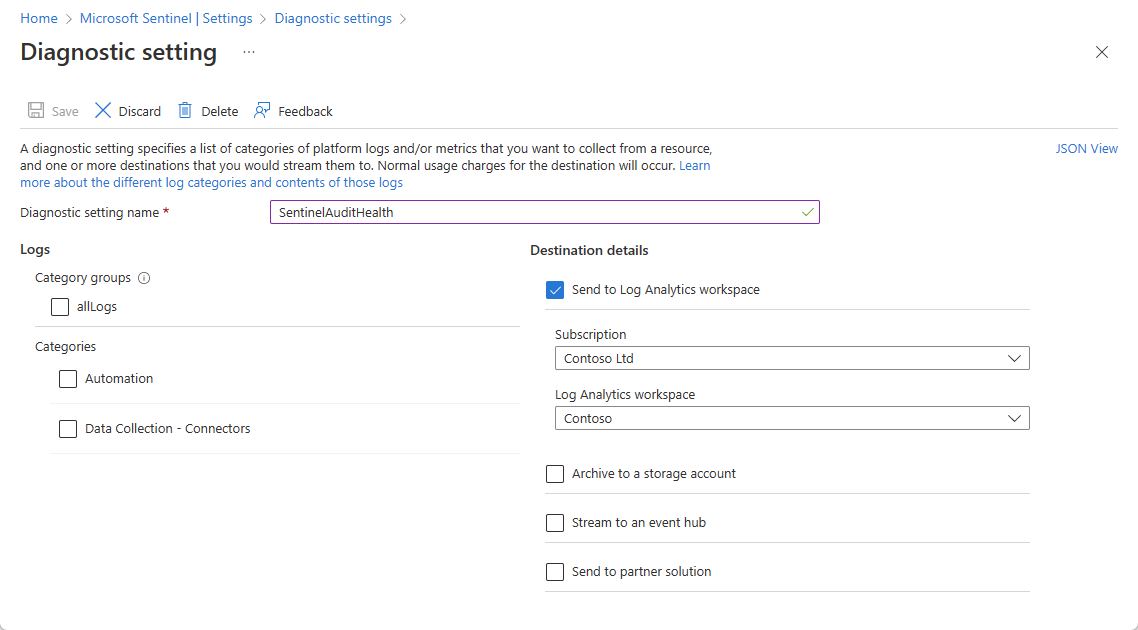 Home > Microsoft Sentinel | Settings > Diagnostic settings >
Diagnostic setting ...
Save Discard Delete Feedback
A diagnostic setting specifies a list of categories of platform logs and/or metrics that you want to collect from a resource,
and one or more destinations that you would stream them to. Normal usage charges for the destination will occur. Learn
more about the different log categories and contents of those logs
JSON View
Diagnostic setting name *
SentinelAuditHealth
Logs
Category groups
allLogs
Categories
Automation
Data Collection - Connectors
Destination details
Send to Log Analytics workspace
Subscription
Contoso Ltd
Log Analytics workspace
Contoso
Archive to a storage account
Stream to an event hub
Send to partner solution